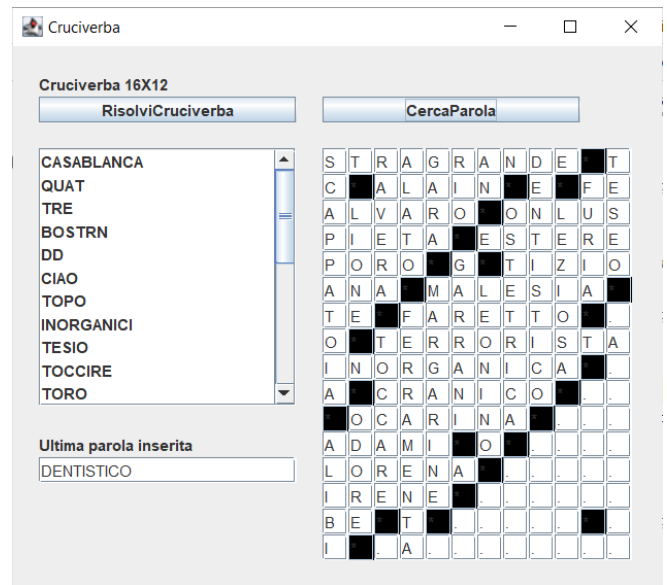 Cruciverba
Cruciverba 16X12
RisolviCruciverba
CercaParola
CASABLANCA
QUAT
TRE
BOSTRN
DD
CIAO
TOPO
INORGANICI
TESIO
TOCCIRE
TORO
Ultima parola inserita
DENTISTICO
S T R A G R A N D E * T
C * A L A I N * E * F E
A L V A R O * O N L U S
P I E T A * E S T E R E
P O R O * G * T I Z I O
A N A * M A L E S I A *
T E * F A R E T T O * .
O * T E R R O R I S T A
I N O R G A N I C A * .
A * C R A N I C O * . .
* O C A R I N A * . . .
A D A M I * O * . . . .
L O R E N A * . . . . .
I R E N E * . . . . . .
B E * T * . . . . . * .
I * . A . . . . . . . .